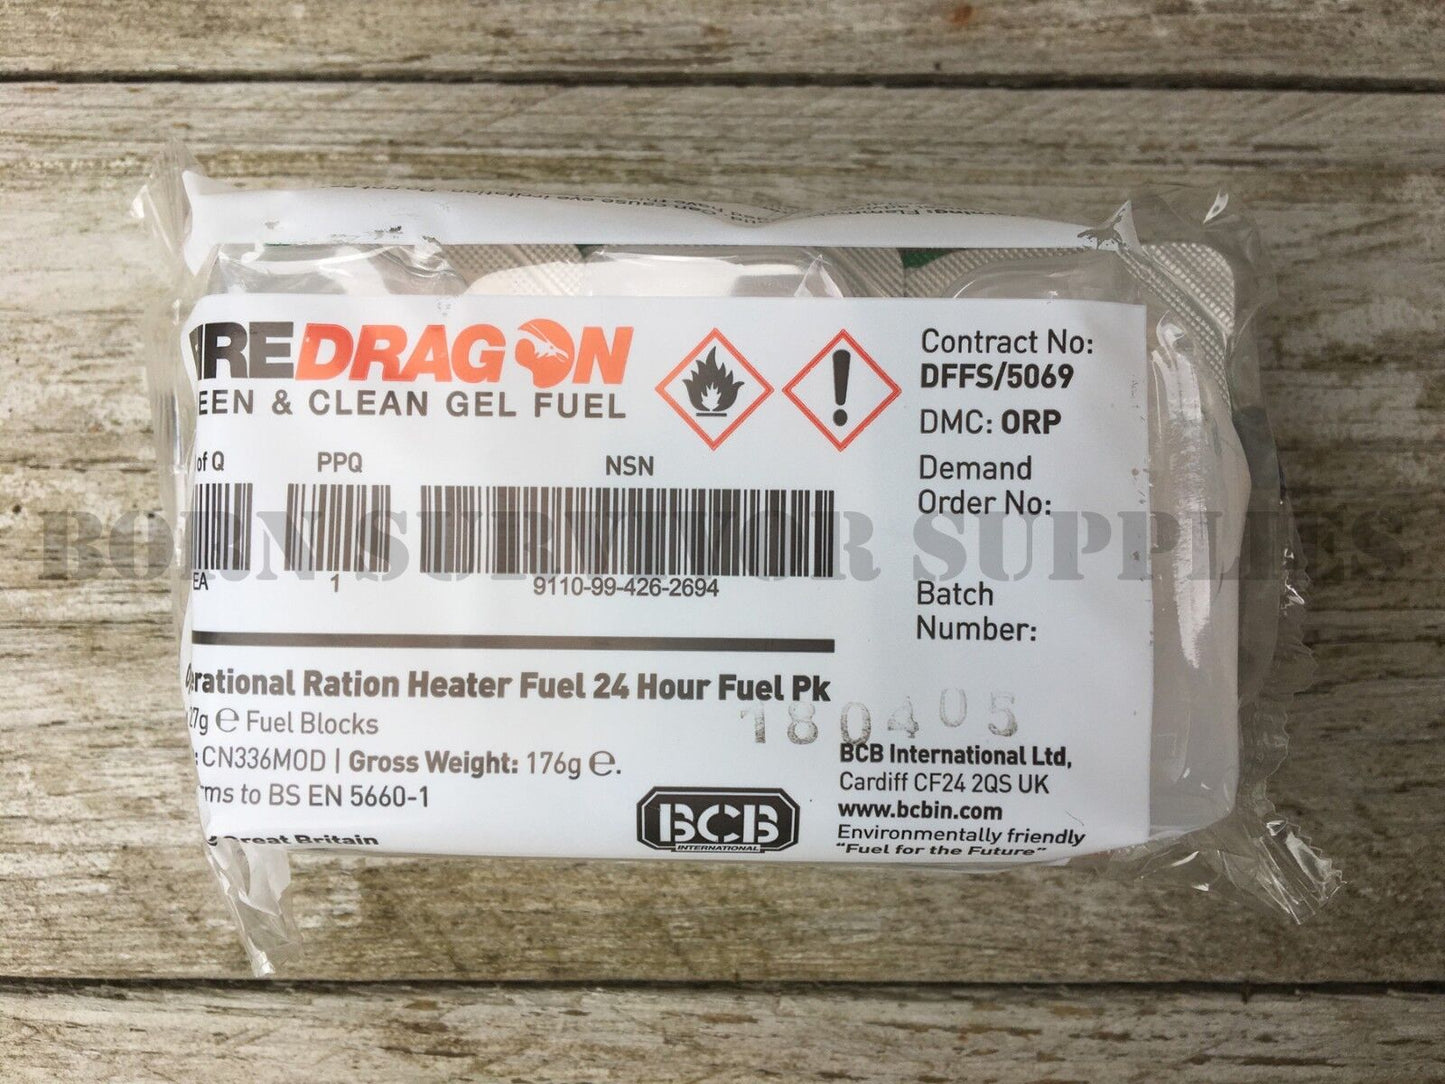 IREDRAGON
EEN & CLEAN GEL FUEL
of Q
PPQ
NSN
EA
1
9110-99-426-2694
Contract No:
DFFS/5069
DMC: ORP
Demand
Order No:
Batch
Number:
180405
erational Ration Heater Fuel 24 Hour Fuel Pk
27g ℮ Fuel Blocks
: CN336MOD | Gross Weight: 176g ℮.
rms to BS EN 5660-1
Great Britain
BCB
INTERNATIONAL
BCB International Ltd,
Cardiff CF24 2QS UK
www.bcbin.com
Environmentally friendly
"Fuel for the Future"
BORN SURVIVOR SUPPLIES